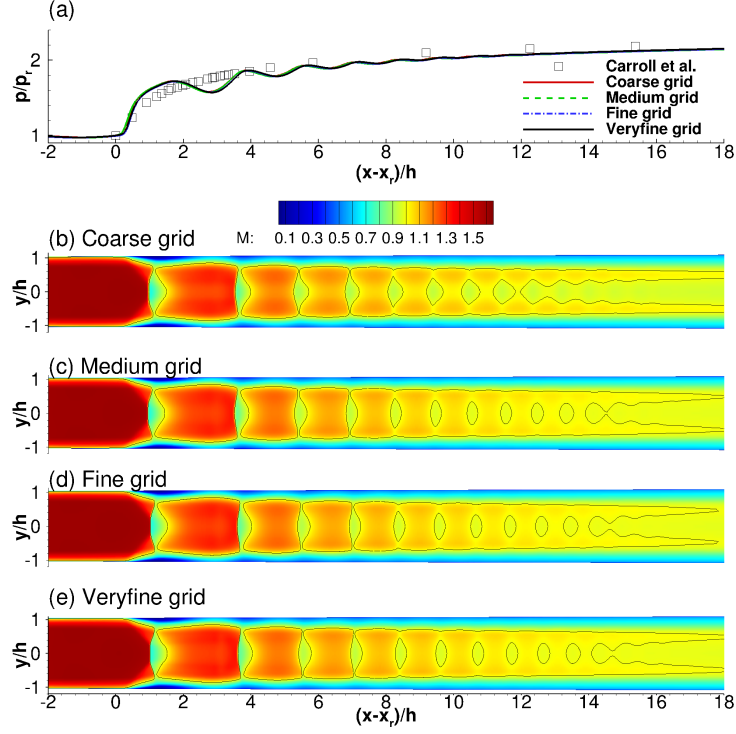 (a)
p/pᵣ
2
1
Carroll et al.
Coarse grid
Medium grid
Fine grid
Veryfine grid
-2 0 2 4 6 8 10 12 14 16 18
(x-xᵣ)/h
M: 0.1 0.3 0.5 0.7 0.9 1.1 1.3 1.5
(b) Coarse grid
y/h
1
0
-1
(c) Medium grid
y/h
1
0
-1
(d) Fine grid
y/h
1
0
-1
(e) Veryfine grid
y/h
1
0
-1
-2 0 2 4 6 8 10 12 14 16 18
(x-xᵣ)/h